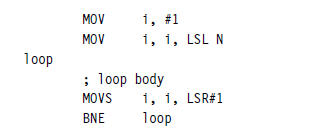 MOV i, #1
MOV i, i, LSL N
loop
; loop body
MOVS i, i, LSR#1
BNE loop